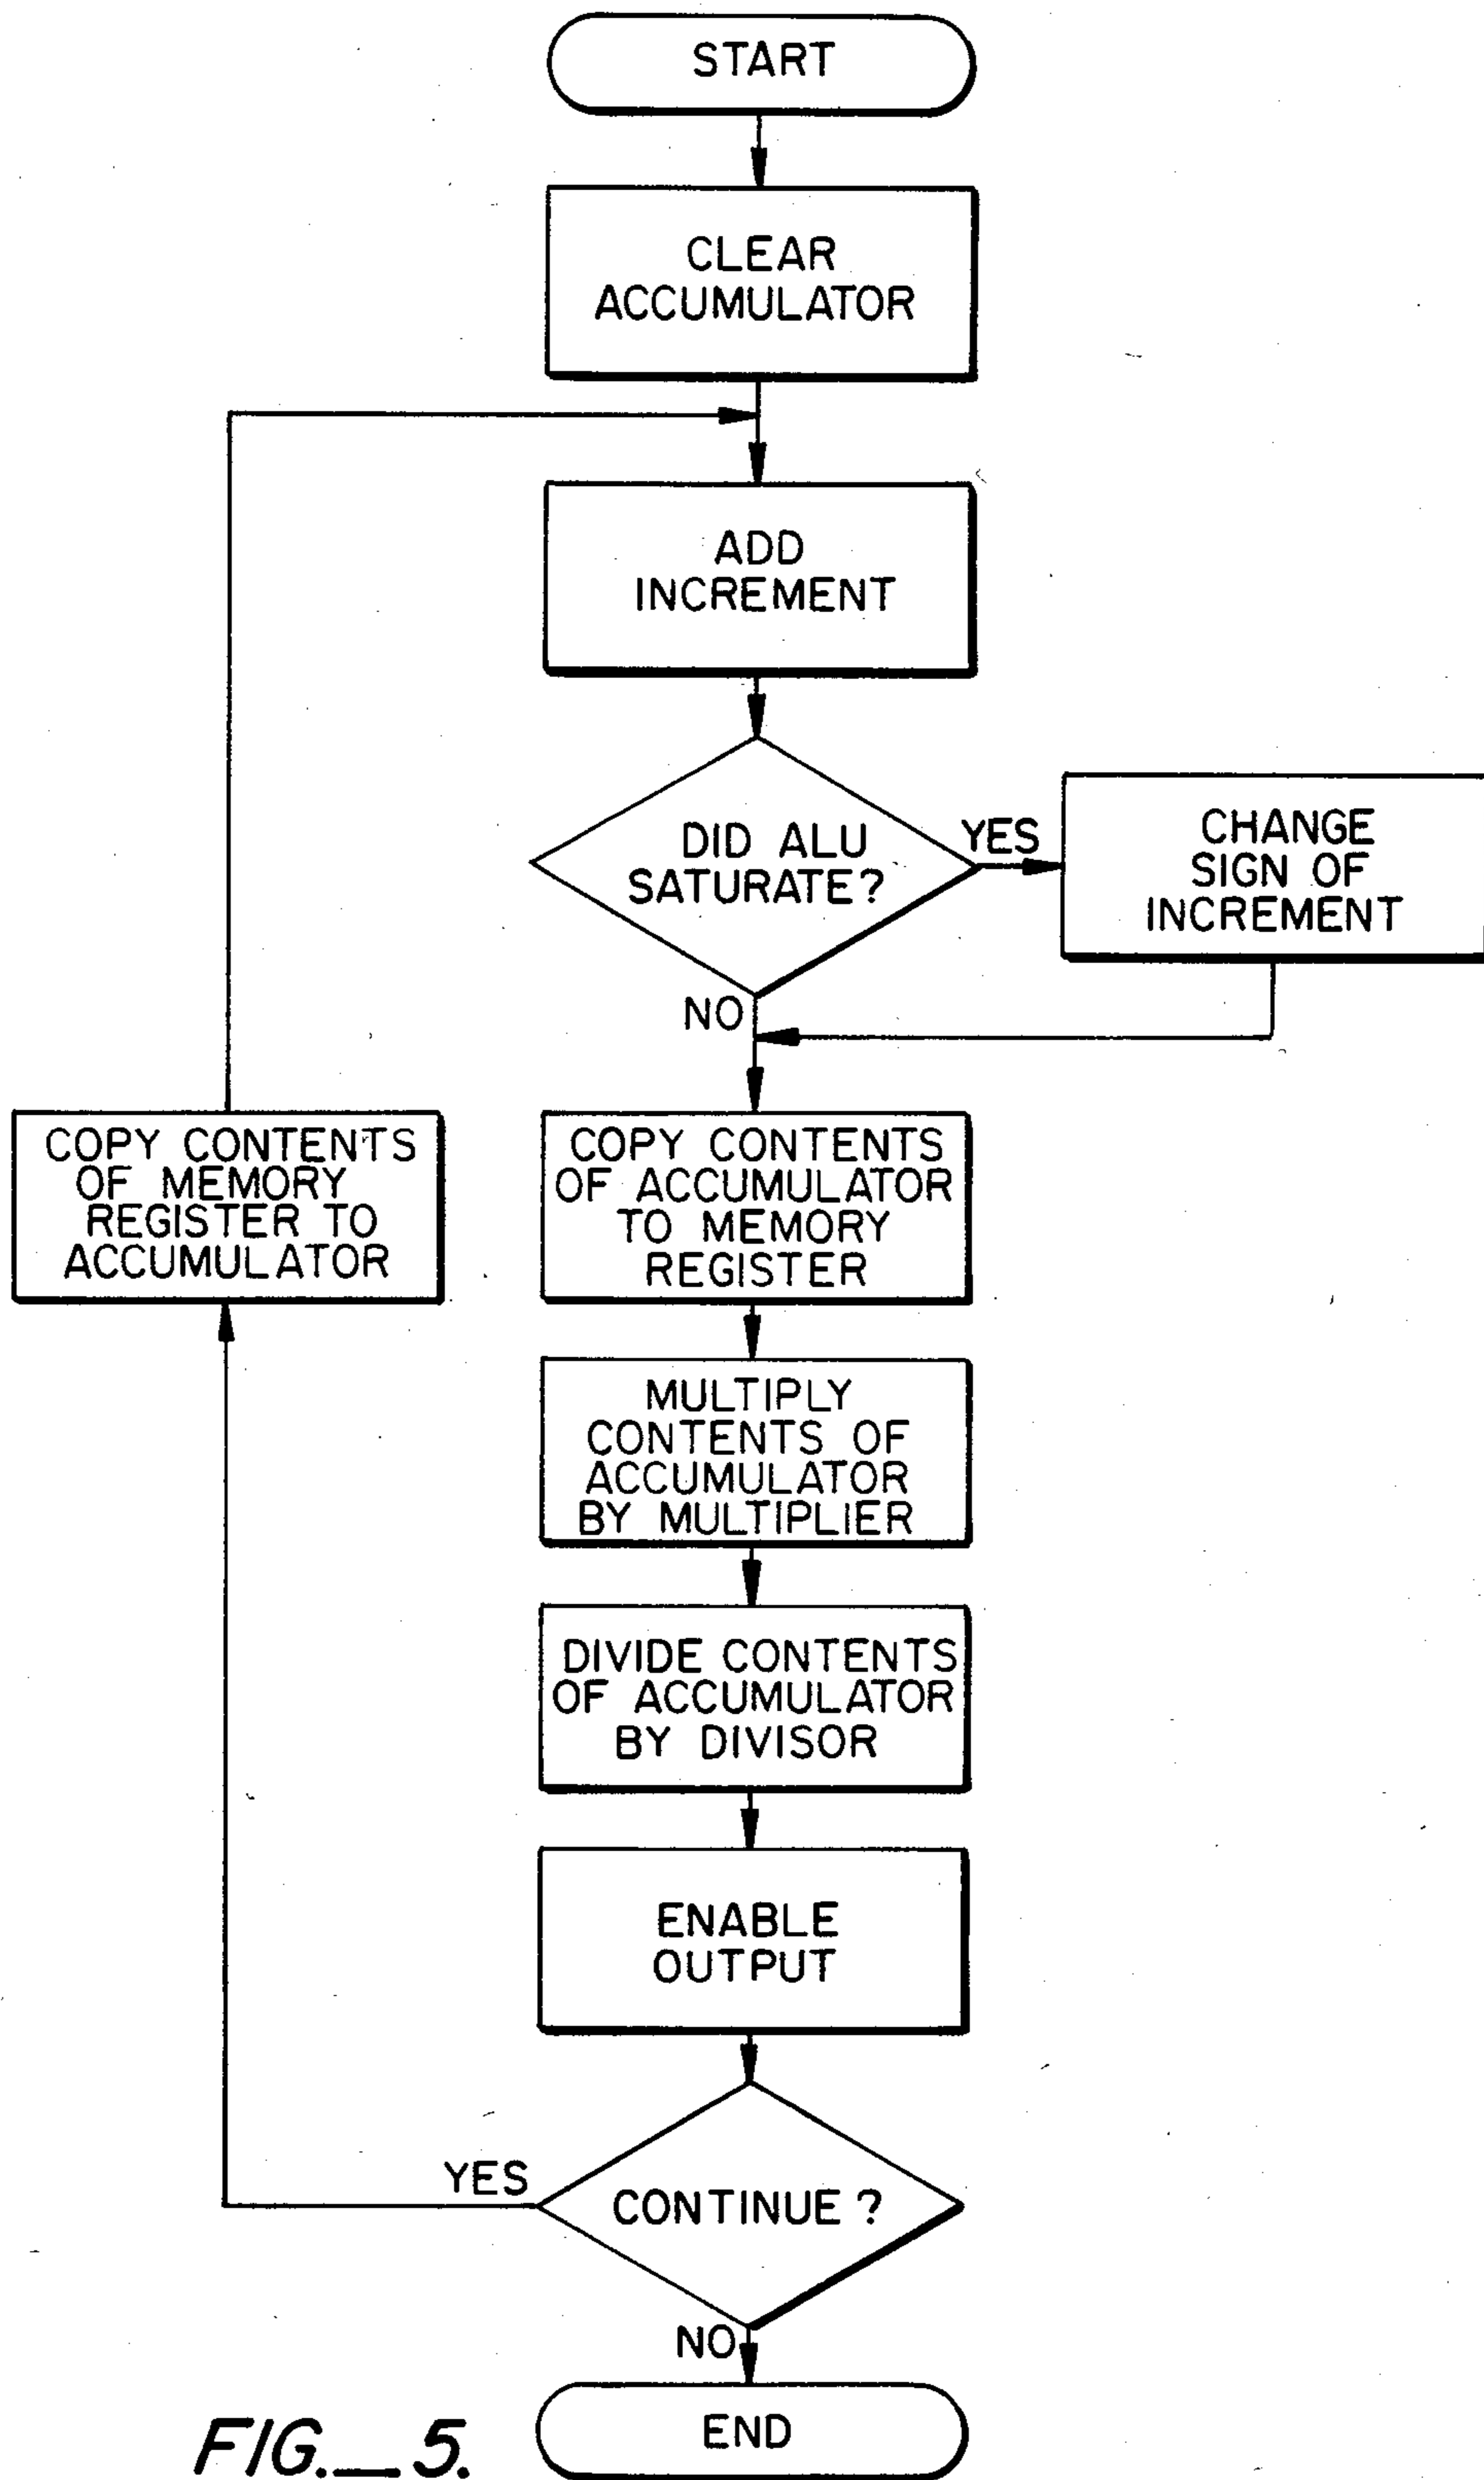 START
CLEAR
ACCUMULATOR
ADD
INCREMENT
DID ALU
SATURATE?
YES
CHANGE
SIGN OF
INCREMENT
NO
COPY CONTENTS
OF MEMORY
REGISTER TO
ACCUMULATOR
COPY CONTENTS
OF ACCUMULATOR
TO MEMORY
REGISTER
MULTIPLY
CONTENTS OF
ACCUMULATOR
BY MULTIPLIER
DIVIDE CONTENTS
OF ACCUMULATOR
BY DIVISOR
ENABLE
OUTPUT
YES
CONTINUE ?
NO
END
FIG.__5.